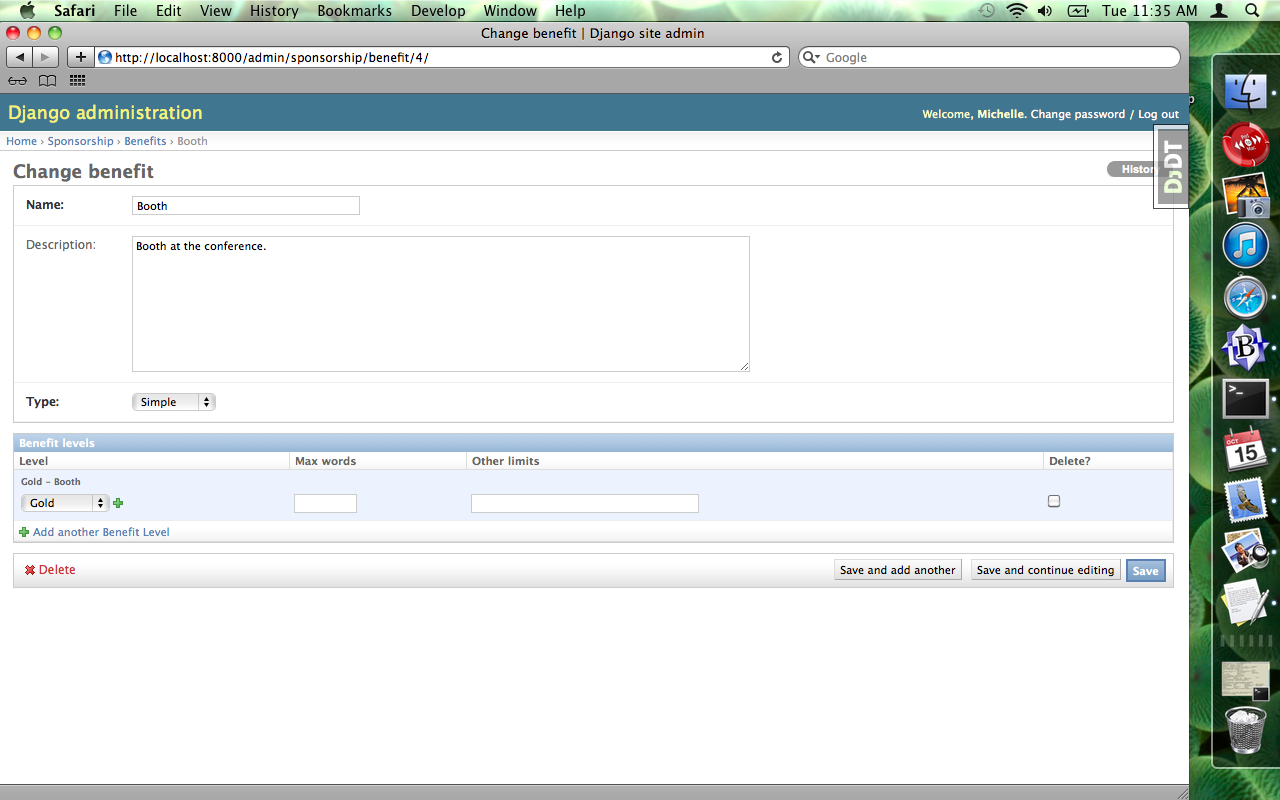 Safari File Edit View History Bookmarks Develop Window Help Tue 11:35 AM
Change benefit | Django site admin
http://localhost:8000/admin/sponsorship/benefit/4/ Google
Django administration
Welcome, Michelle. Change password / Log out
Home › Sponsorship › Benefits › Booth
DjDT
Change benefit
History
Name: Booth
Description: Booth at the conference.
Type: Simple
Benefit levels
Level Max words Other limits Delete?
Gold - Booth
Gold
Add another Benefit Level
Delete Save and add another Save and continue editing Save
OCT
15